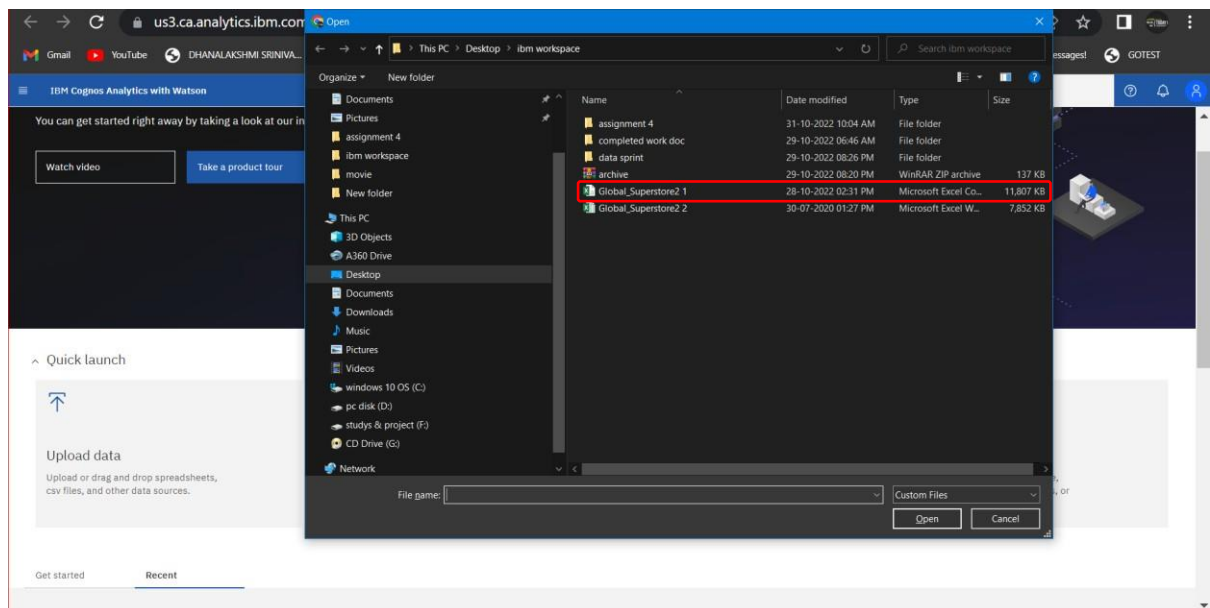 us3.ca.analytics.ibm.com
Open
Gmail
YouTube
DHANALAKSHMI SRINIVA...
This PC > Desktop > ibm workspace
Search ibm workspace
essages!
GOTEST
Organize
New folder
IBM Cognos Analytics with Watson
You can get started right away by taking a look at our in
Watch video
Take a product tour
Documents
Pictures
assignment 4
ibm workspace
movie
New folder
This PC
3D Objects
A360 Drive
Desktop
Documents
Downloads
Music
Pictures
Videos
windows 10 OS (C:)
pc disk (D:)
studys & project (F:)
CD Drive (G:)
Network
Name Date modified Type Size
assignment 4 31-10-2022 10:04 AM File folder
completed work doc 29-10-2022 06:46 AM File folder
data sprint 29-10-2022 08:26 PM File folder
archive 29-10-2022 08:20 PM WinRAR ZIP archive 137 KB
Global_Superstore2 1 28-10-2022 02:31 PM Microsoft Excel Co... 11,807 KB
Global_Superstore2 2 30-07-2020 01:27 PM Microsoft Excel W... 7,852 KB
File name:
Custom Files
Open
Cancel
Quick launch
Upload data
Upload or drag and drop spreadsheets,
csv files, and other data sources.
, or
Get started
Recent